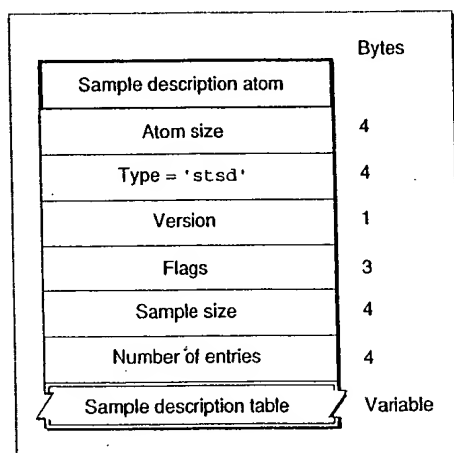 Bytes
Sample description atom
Atom size 4
Type = 'stsd' 4
Version 1
Flags 3
Sample size 4
Number of entries 4
Sample description table Variable